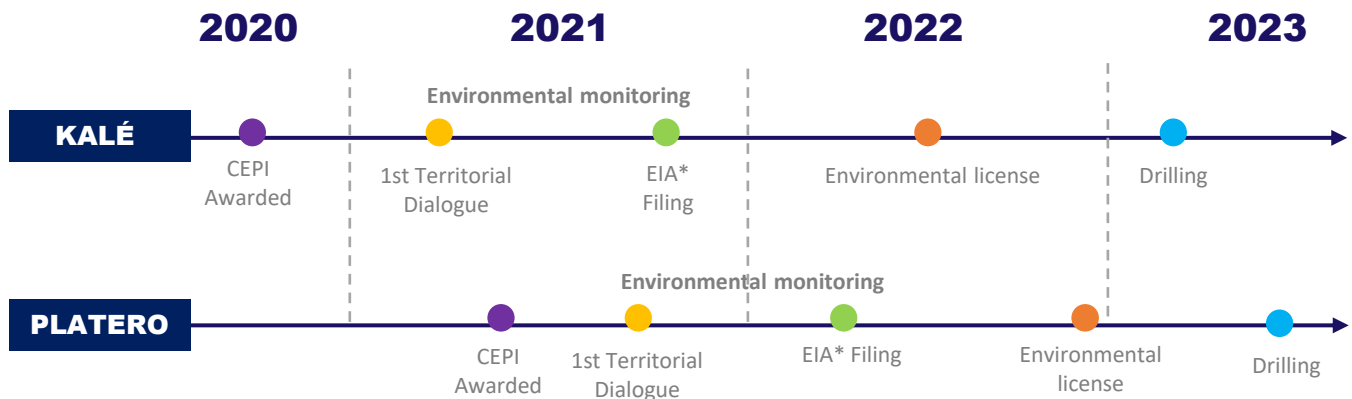 2020 2021 2022 2023
Environmental monitoring
KALÉ
CEPI
Awarded
1st Territorial
Dialogue
EIA*
Filing
Environmental license
Drilling
Environmental monitoring
PLATERO
CEPI
Awarded
1st Territorial
Dialogue
EIA* Filing
Environmental
license
Drilling